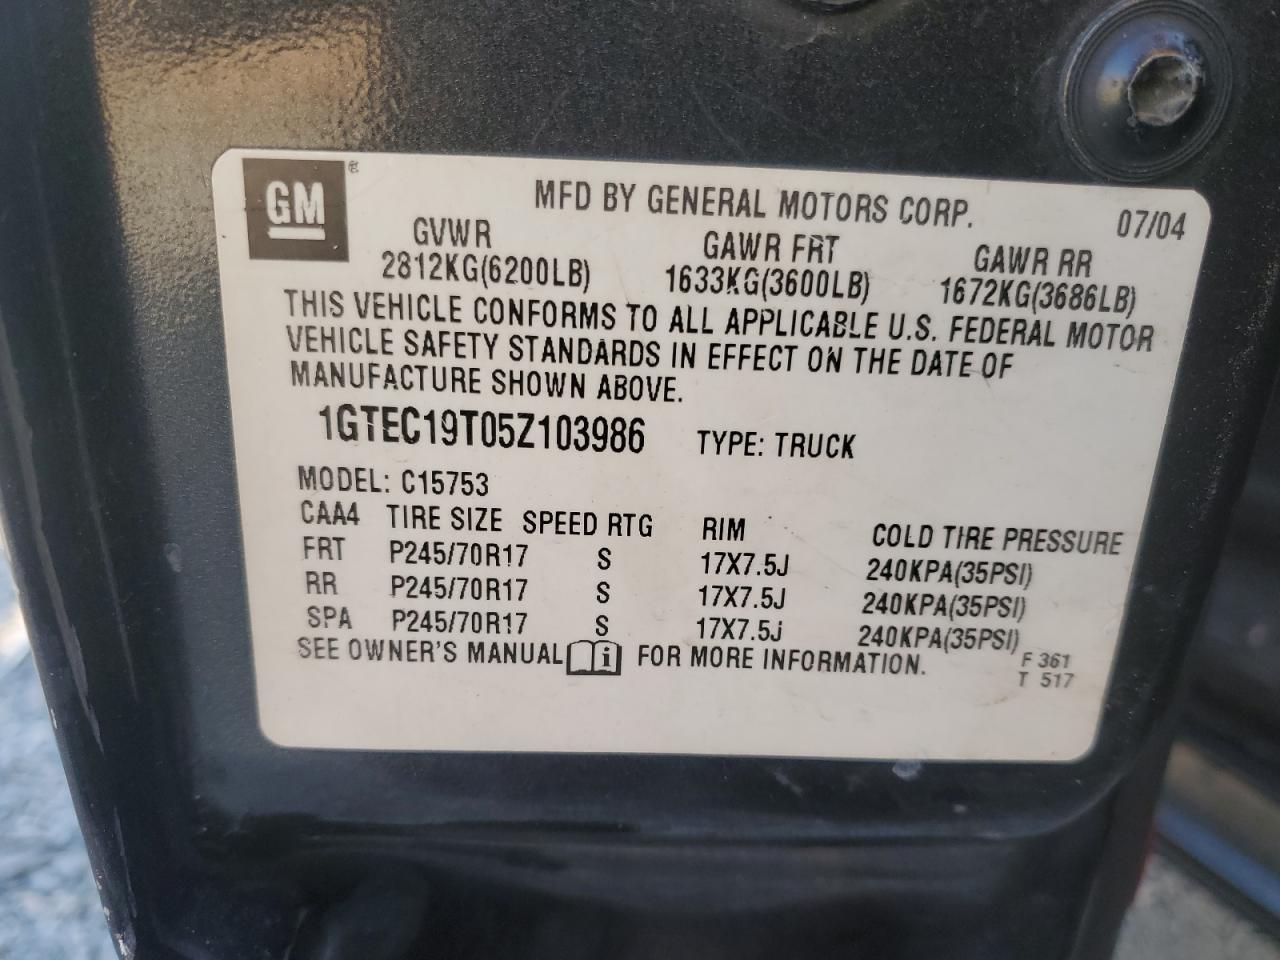 GM ®
MFD BY GENERAL MOTORS CORP. 07/04
GVWR GAWR FRT GAWR RR
2812KG(6200LB) 1633KG(3600LB) 1672KG(3686LB)
THIS VEHICLE CONFORMS TO ALL APPLICABLE U.S. FEDERAL MOTOR
VEHICLE SAFETY STANDARDS IN EFFECT ON THE DATE OF
MANUFACTURE SHOWN ABOVE.
1GTEC19T05Z103986 TYPE: TRUCK
MODEL: C15753
CAA4 TIRE SIZE SPEED RTG RIM COLD TIRE PRESSURE
FRT P245/70R17 S 17X7.5J 240KPA(35PSI)
RR P245/70R17 S 17X7.5J 240KPA(35PSI)
SPA P245/70R17 S 17X7.5J 240KPA(35PSI)
SEE OWNER'S MANUAL i FOR MORE INFORMATION.
F 361
T 517